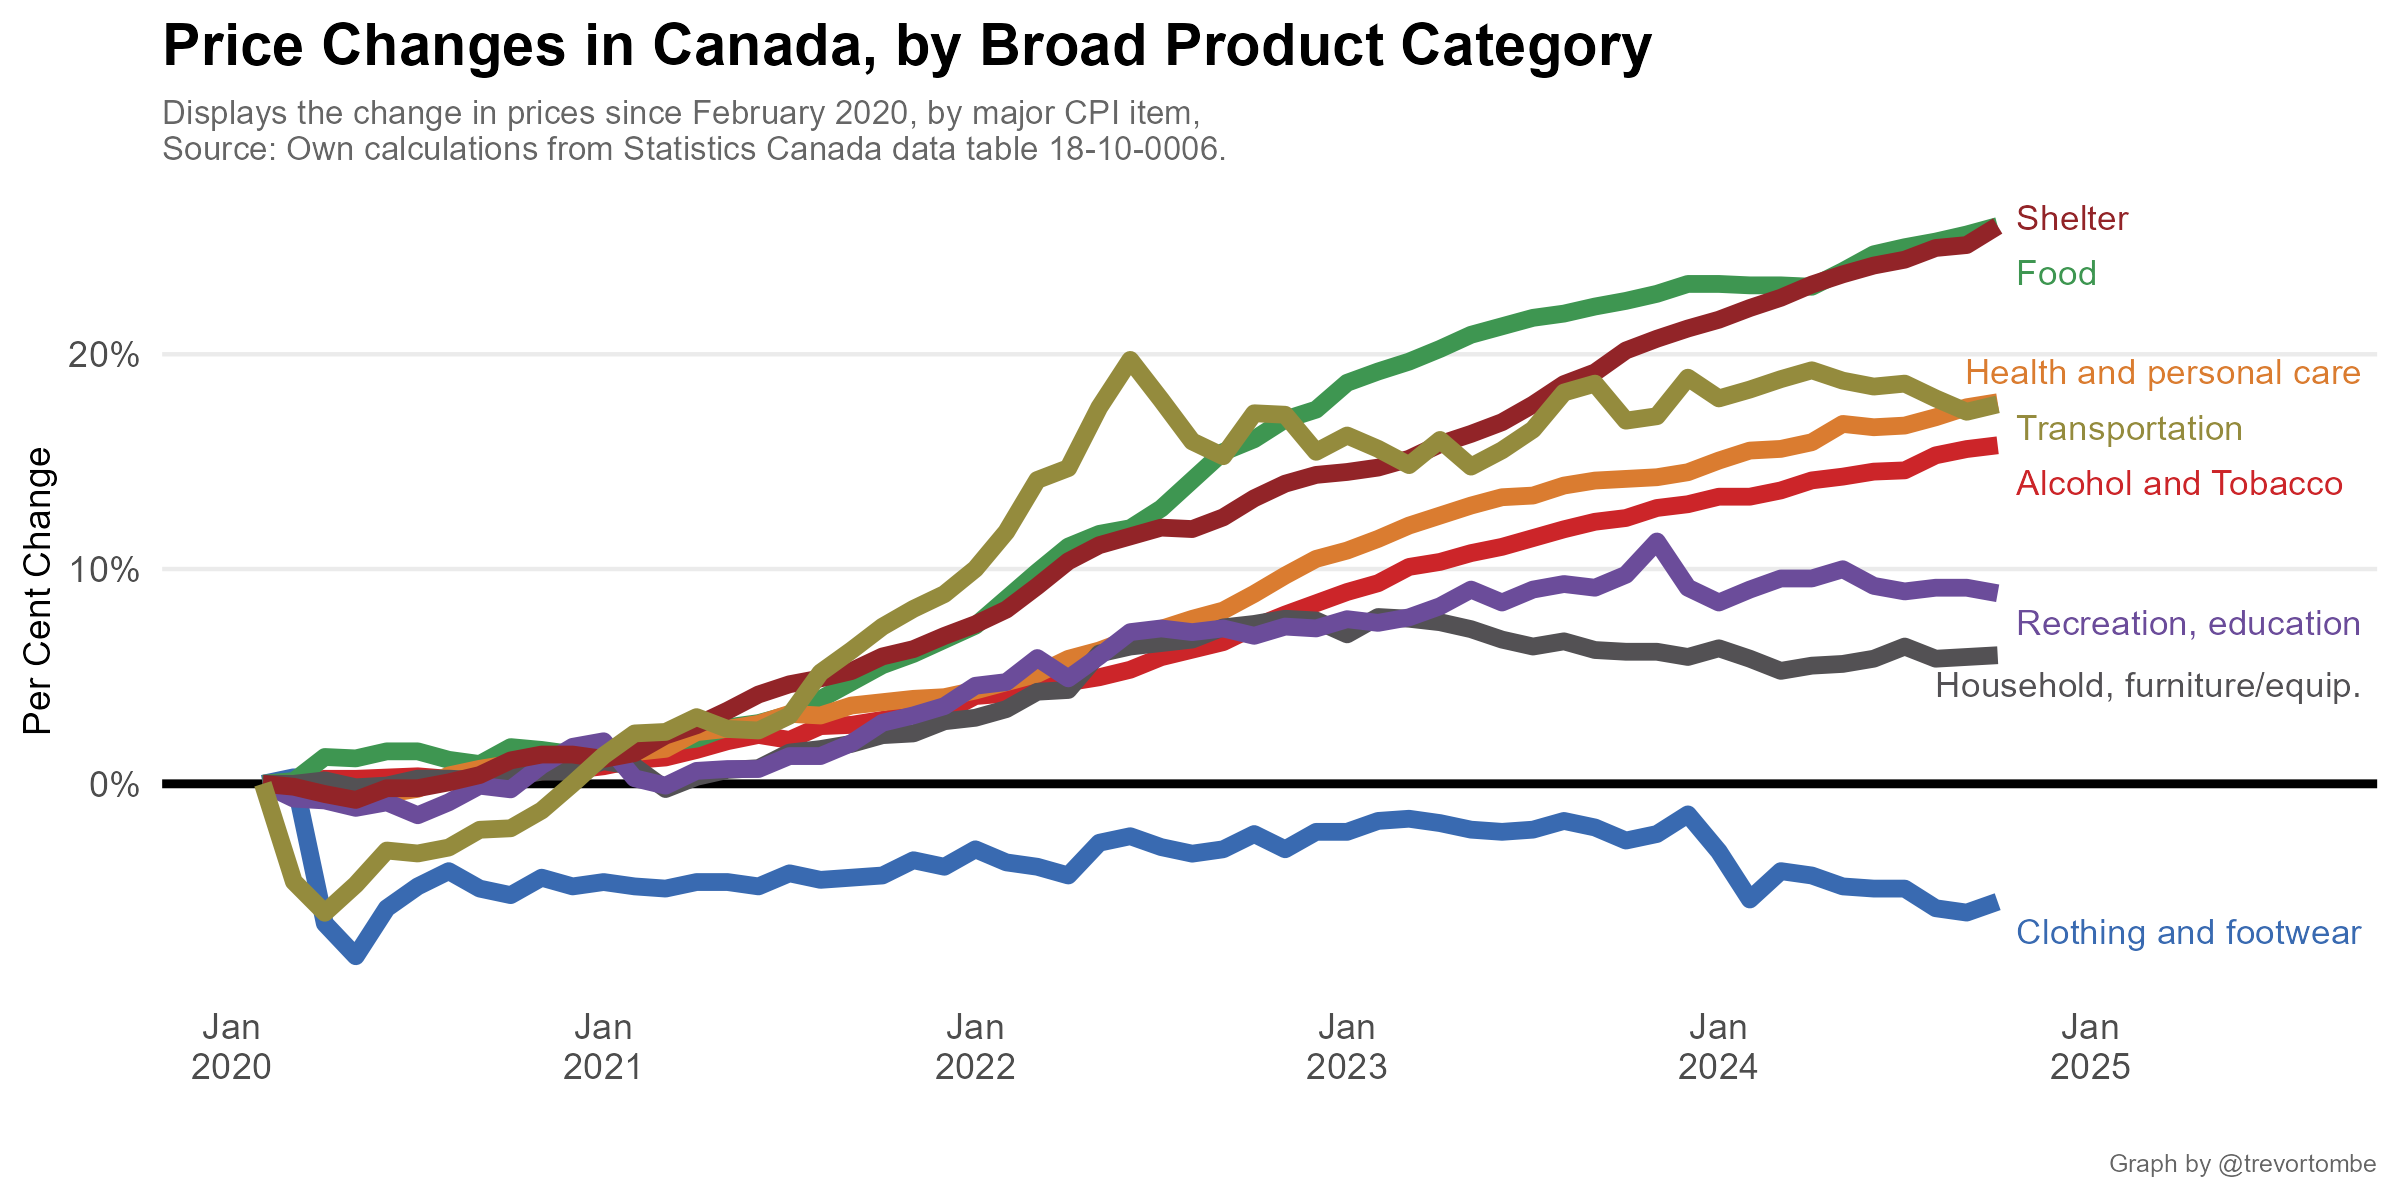 Price Changes in Canada, by Broad Product Category
Displays the change in prices since February 2020, by major CPI item,
Source: Own calculations from Statistics Canada data table 18-10-0006.
Per Cent Change
20%
10%
0%
Shelter
Food
Health and personal care
Transportation
Alcohol and Tobacco
Recreation, education
Household, furniture/equip.
Clothing and footwear
Jan
2020
Jan
2021
Jan
2022
Jan
2023
Jan
2024
Jan
2025
Graph by @trevortombe